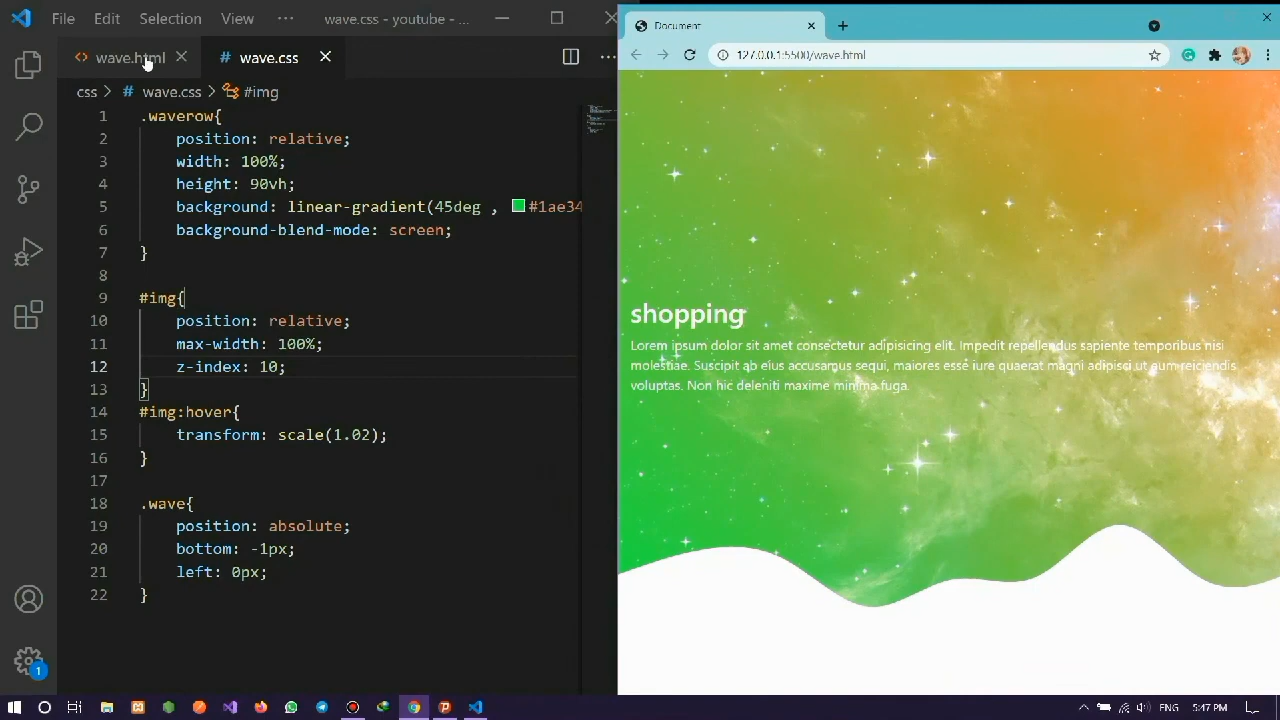 File Edit Selection View ··· wave.css - youtube - ...
wave.html
# wave.css
css > # wave.css > #img
1 .waverow{
2 position: relative;
3 width: 100%;
4 height: 90vh;
5 background: linear-gradient(45deg , #1ae34
6 background-blend-mode: screen;
7 }
8
9 #img{
10 position: relative;
11 max-width: 100%;
12 z-index: 10;
13 }
14 #img:hover{
15 transform: scale(1.02);
16 }
17
18 .wave{
19 position: absolute;
20 bottom: -1px;
21 left: 0px;
22 }
1
Document
127.0.0.1:5500/wave.html
shopping
Lorem ipsum dolor sit amet consectetur adipisicing elit. Impedit repellendus sapiente temporibus nisi
molestiae. Suscipit ab eius accusamus sequi, maiores esse iure quaerat magni adipisci ut eum reiciendis
voluptas. Non hic deleniti maxime minima fuga.
ENG 5:47 PM